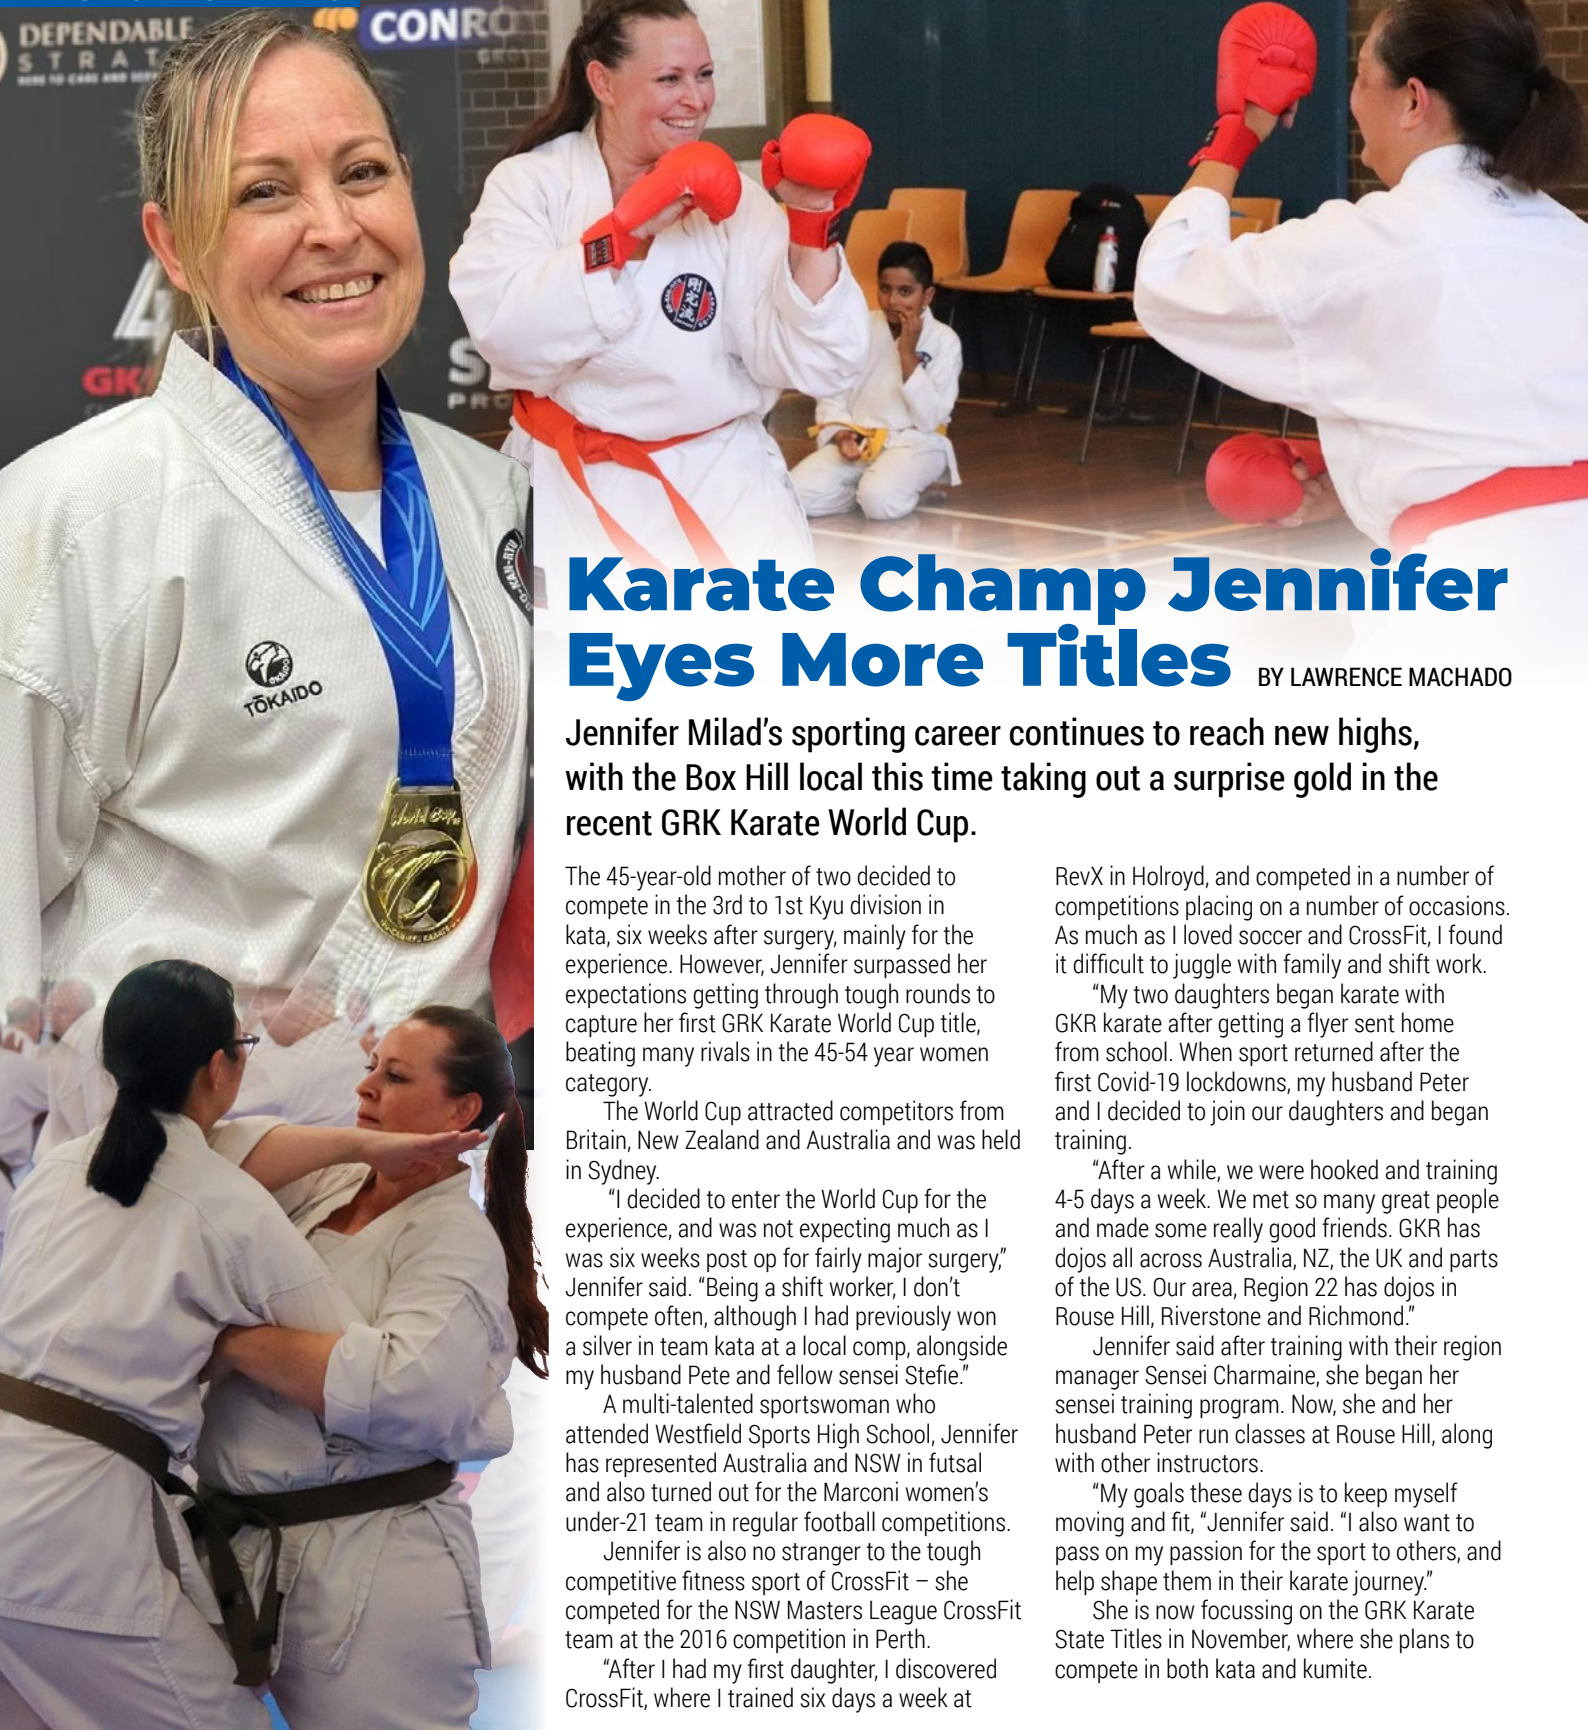 DEPENDABLE
STRAT
CONRO
GK
PRO
TŌKAIDO
World Cup
Karate Champ Jennifer
Eyes More Titles BY LAWRENCE MACHADO
Jennifer Milad’s sporting career continues to reach new highs,
with the Box Hill local this time taking out a surprise gold in the
recent GRK Karate World Cup.
The 45-year-old mother of two decided to
compete in the 3rd to 1st Kyu division in
kata, six weeks after surgery, mainly for the
experience. However, Jennifer surpassed her
expectations getting through tough rounds to
capture her first GRK Karate World Cup title,
beating many rivals in the 45-54 year women
category.
The World Cup attracted competitors from
Britain, New Zealand and Australia and was held
in Sydney.
“I decided to enter the World Cup for the
experience, and was not expecting much as I
was six weeks post op for fairly major surgery,”
Jennifer said. “Being a shift worker, I don’t
compete often, although I had previously won
a silver in team kata at a local comp, alongside
my husband Pete and fellow sensei Stefie.”
A multi-talented sportswoman who
attended Westfield Sports High School, Jennifer
has represented Australia and NSW in futsal
and also turned out for the Marconi women’s
under-21 team in regular football competitions.
Jennifer is also no stranger to the tough
competitive fitness sport of CrossFit – she
competed for the NSW Masters League CrossFit
team at the 2016 competition in Perth.
“After I had my first daughter, I discovered
CrossFit, where I trained six days a week at
RevX in Holroyd, and competed in a number of
competitions placing on a number of occasions.
As much as I loved soccer and CrossFit, I found
it difficult to juggle with family and shift work.
“My two daughters began karate with
GKR karate after getting a flyer sent home
from school. When sport returned after the
first Covid-19 lockdowns, my husband Peter
and I decided to join our daughters and began
training.
“After a while, we were hooked and training
4-5 days a week. We met so many great people
and made some really good friends. GKR has
dojos all across Australia, NZ, the UK and parts
of the US. Our area, Region 22 has dojos in
Rouse Hill, Riverstone and Richmond.”
Jennifer said after training with their region
manager Sensei Charmaine, she began her
sensei training program. Now, she and her
husband Peter run classes at Rouse Hill, along
with other instructors.
“My goals these days is to keep myself
moving and fit, “Jennifer said. “I also want to
pass on my passion for the sport to others, and
help shape them in their karate journey.”
She is now focussing on the GRK Karate
State Titles in November, where she plans to
compete in both kata and kumite.